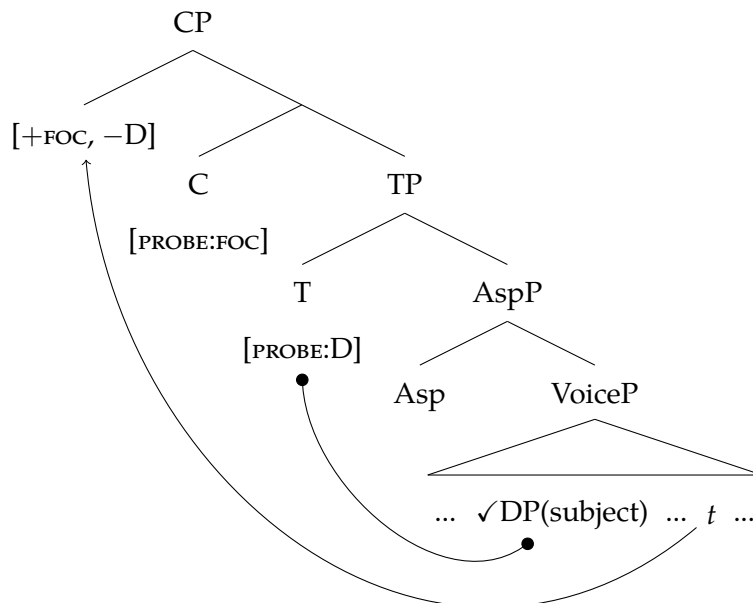 CP
[+FOC, −D]
C TP
[PROBE:FOC]
T AspP
[PROBE:D]
Asp VoiceP
... ✓DP(subject) ... t ...